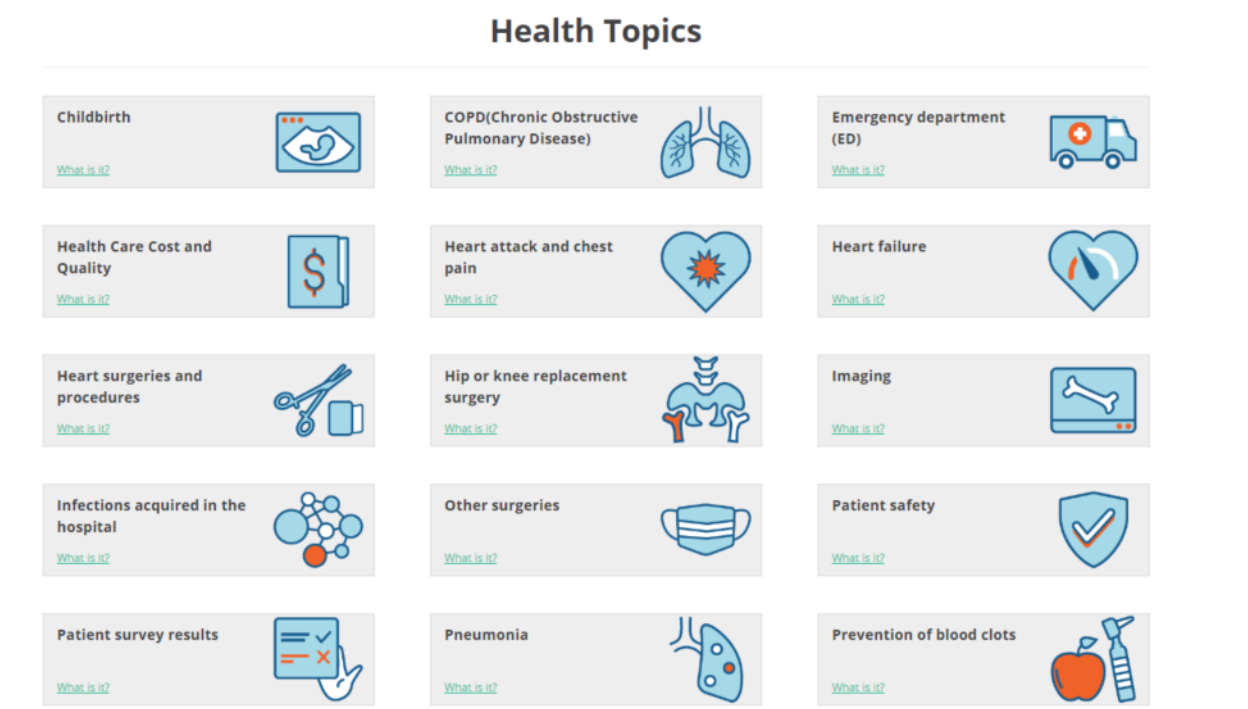 Health Topics
Childbirth
What is it?
COPD(Chronic Obstructive
Pulmonary Disease)
What is it?
Emergency department
(ED)
What is it?
Health Care Cost and
Quality
What is it?
$
Heart attack and chest
pain
What is it?
Heart failure
What is it?
Heart surgeries and
procedures
What is it?
Hip or knee replacement
surgery
What is it?
Imaging
What is it?
Infections acquired in the
hospital
What is it?
Other surgeries
What is it?
Patient safety
What is it?
Patient survey results
What is it?
Pneumonia
What is it?
Prevention of blood clots
What is it?